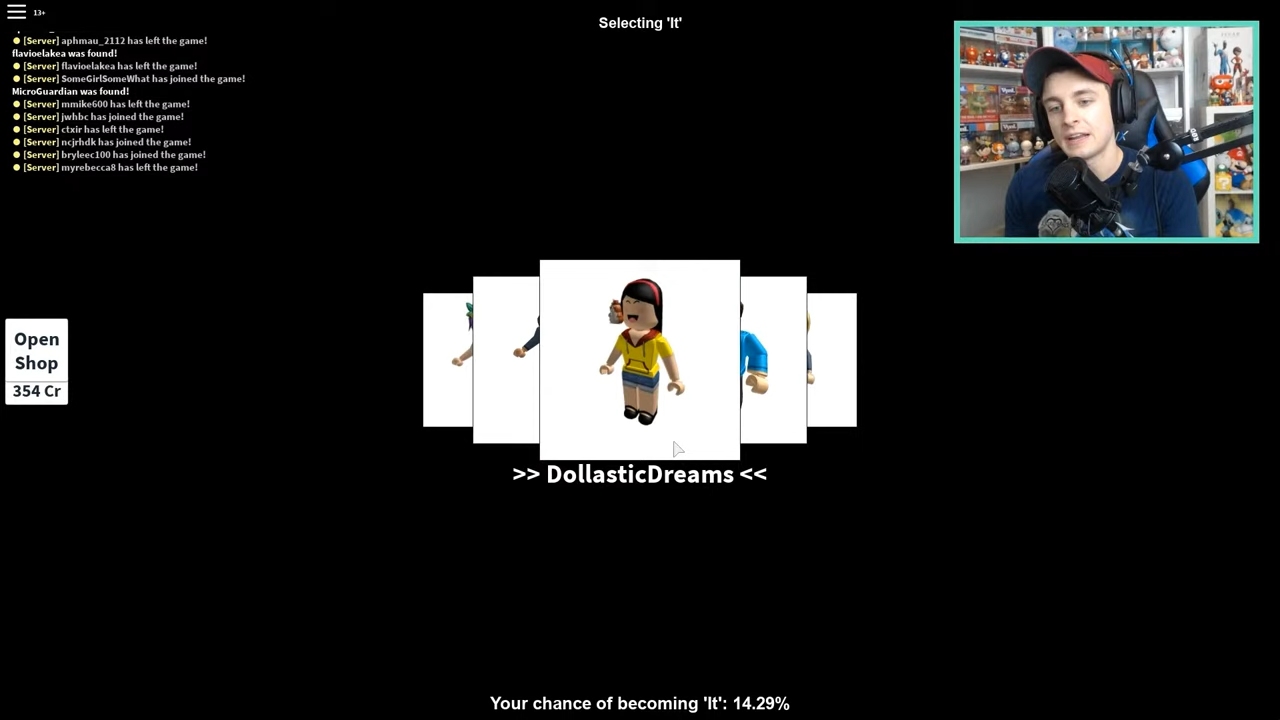 13+
Selecting 'It'
[Server] aphmau_2112 has left the game!
flavioelakea was found!
[Server] flavioelakea has left the game!
[Server] SomeGirlSomeWhat has joined the game!
MicroGuardian was found!
[Server] mmike600 has left the game!
[Server] jwhbc has joined the game!
[Server] ctxir has left the game!
[Server] ncjrhdk has joined the game!
[Server] bryleec100 has joined the game!
[Server] myrebecca8 has left the game!
Open
Shop
354 Cr
>> DollasticDreams <<
Your chance of becoming 'It': 14.29%